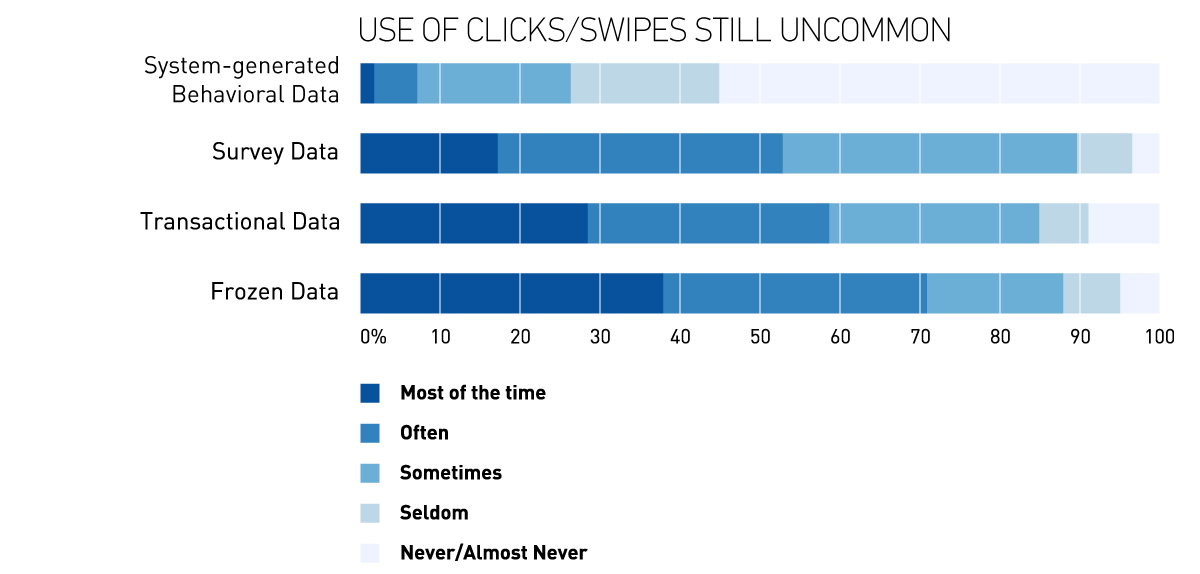 USE OF CLICKS/SWIPES STILL UNCOMMON
System-generated
Behavioral Data
Survey Data
Transactional Data
Frozen Data
0% 10 20 30 40 50 60 70 80 90 100
Most of the time
Often
Sometimes
Seldom
Never/Almost Never